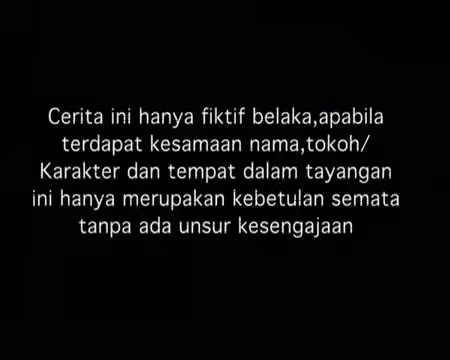 Cerita ini hanya fiktif belaka,apabila
terdapat kesamaan nama,tokoh/
Karakter dan tempat dalam tayangan
ini hanya merupakan kebetulan semata
tanpa ada unsur kesengajaan